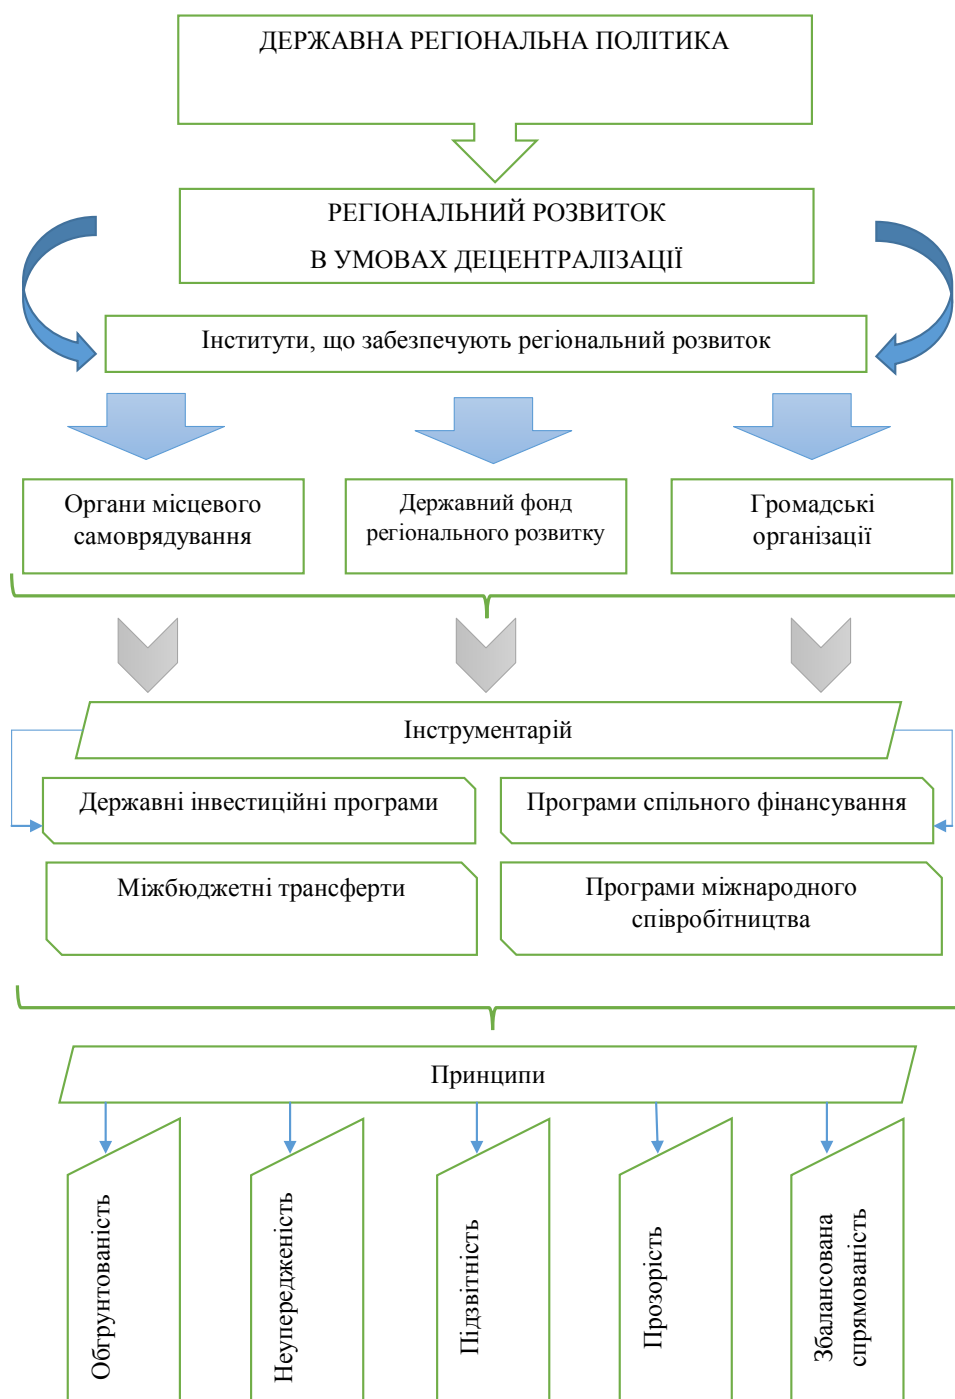 ДЕРЖАВНА РЕГІОНАЛЬНА ПОЛІТИКА
РЕГІОНАЛЬНИЙ РОЗВИТОК
В УМОВАХ ДЕЦЕНТРАЛІЗАЦІЇ
Інститути, що забезпечують регіональний розвиток
Органи місцевого
самоврядування
Державний фонд
регіонального розвитку
Громадські
організації
Інструментарій
Державні інвестиційні програми
Програми спільного фінансування
Міжбюджетні трансферти
Програми міжнародного
співробітництва
Принципи
Обгрунтованість
Неупередженість
Підзвітність
Прозорість
Збалансована
спрямованість